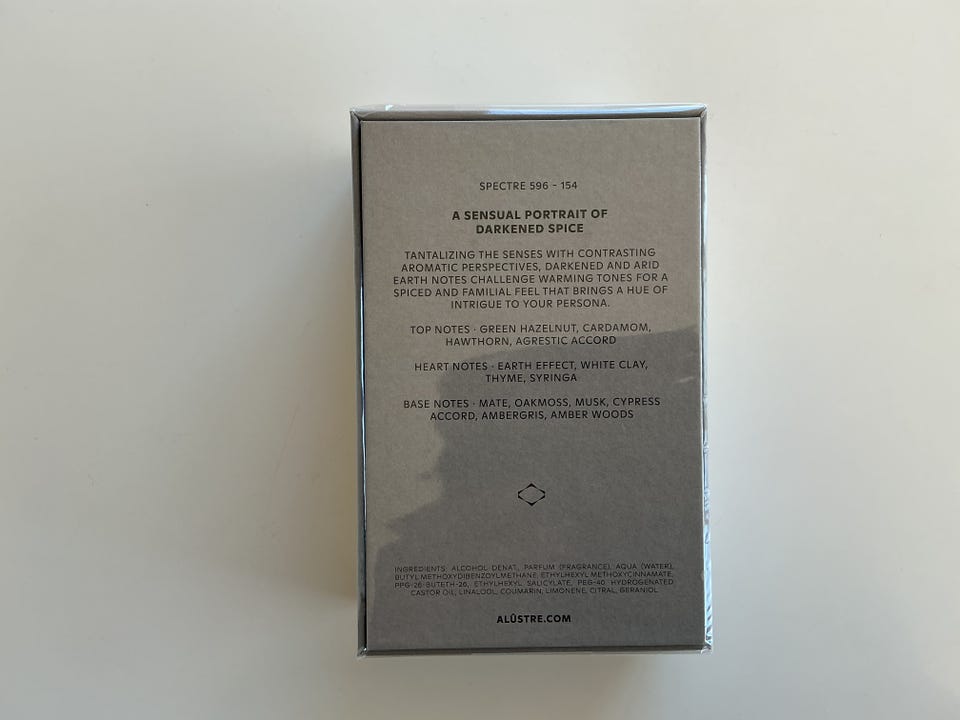 SPECTRE 596 - 154
A SENSUAL PORTRAIT OF
DARKENED SPICE
TANTALIZING THE SENSES WITH CONTRASTING
AROMATIC PERSPECTIVES, DARKENED AND ARID
EARTH NOTES CHALLENGE WARMING TONES FOR A
SPICED AND FAMILIAL FEEL THAT BRINGS A HUE OF
INTRIGUE TO YOUR PERSONA.
TOP NOTES · GREEN HAZELNUT, CARDAMOM,
HAWTHORN, AGRESTIC ACCORD
HEART NOTES · EARTH EFFECT, WHITE CLAY,
THYME, SYRINGA
BASE NOTES · MATE, OAKMOSS, MUSK, CYPRESS
ACCORD, AMBERGRIS, AMBER WOODS
INGREDIENTS: ALCOHOL DENAT., PARFUM (FRAGRANCE), AQUA (WATER),
BUTYL METHOXYDIBENZOYLMETHANE, ETHYLHEXYL METHOXYCINNAMATE,
PPG-26-BUTETH-26, ETHYLHEXYL SALICYLATE, PEG-40 HYDROGENATED
CASTOR OIL, LINALOOL, COUMARIN, LIMONENE, CITRAL, GERANIOL
ALÛSTRE.COM